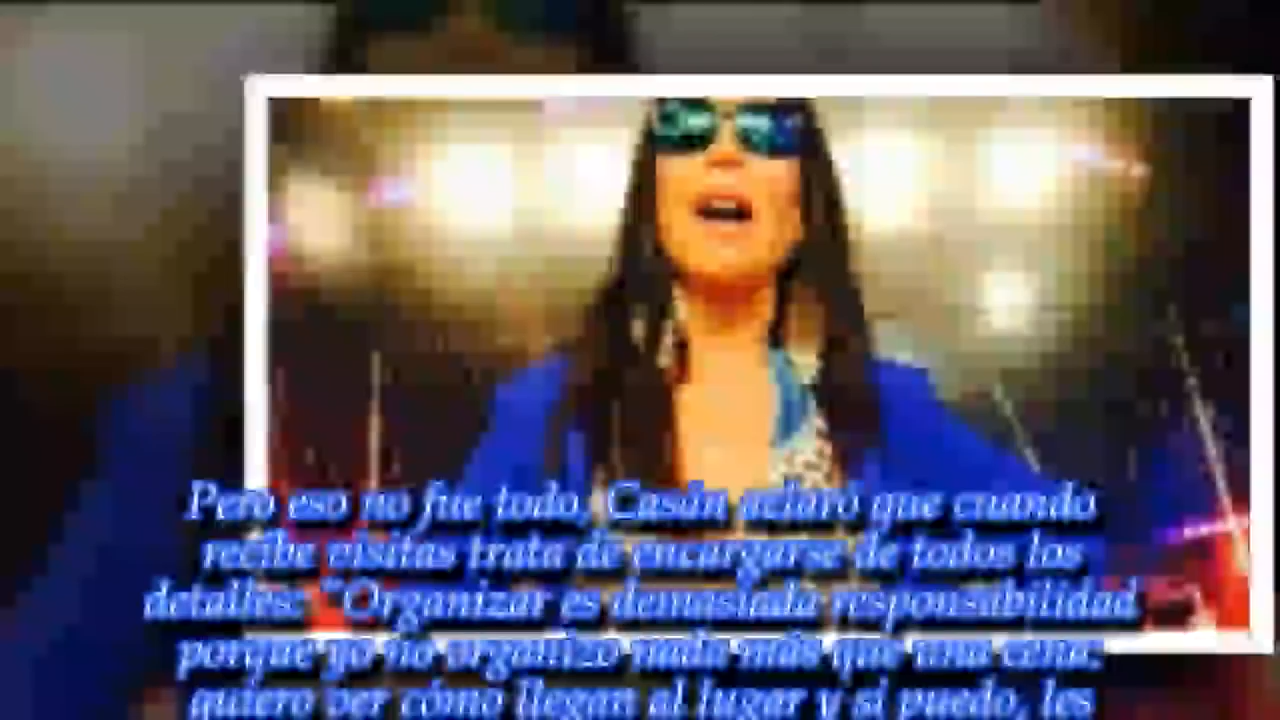 Pero eso no fue todo, Casán aclaró que cuando
recibe visitas trata de encargarse de todos los
detalles: "Organizar es demasiada responsabilidad
porque yo no organizo nada más que una cena:
quiero ver cómo llegan al lugar y si puedo, les